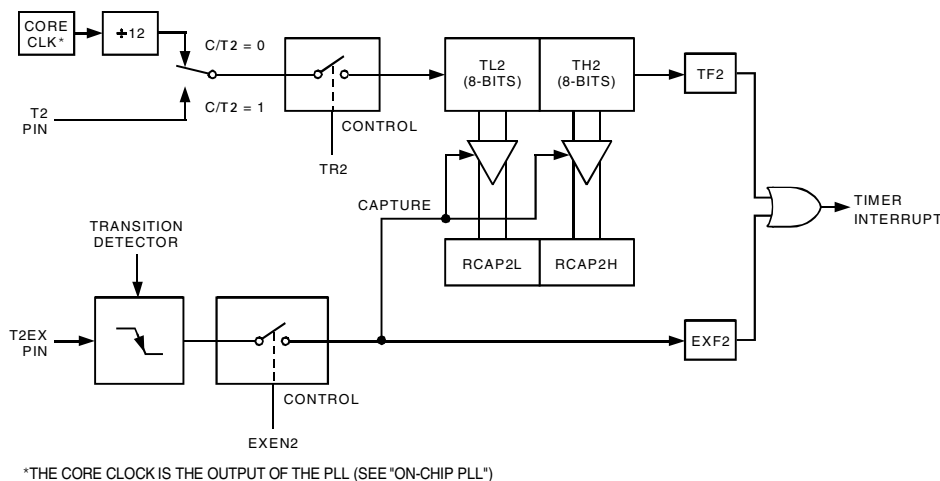 CORE
CLK*
÷12
C/T2 = 0
C/T2 = 1
T2
PIN
CONTROL
TR2
TL2
(8-BITS)
TH2
(8-BITS)
TF2
CAPTURE
TIMER
INTERRUPT
TRANSITION
DETECTOR
RCAP2L
RCAP2H
T2EX
PIN
EXF2
CONTROL
EXEN2
*THE CORE CLOCK IS THE OUTPUT OF THE PLL (SEE "ON-CHIP PLL")